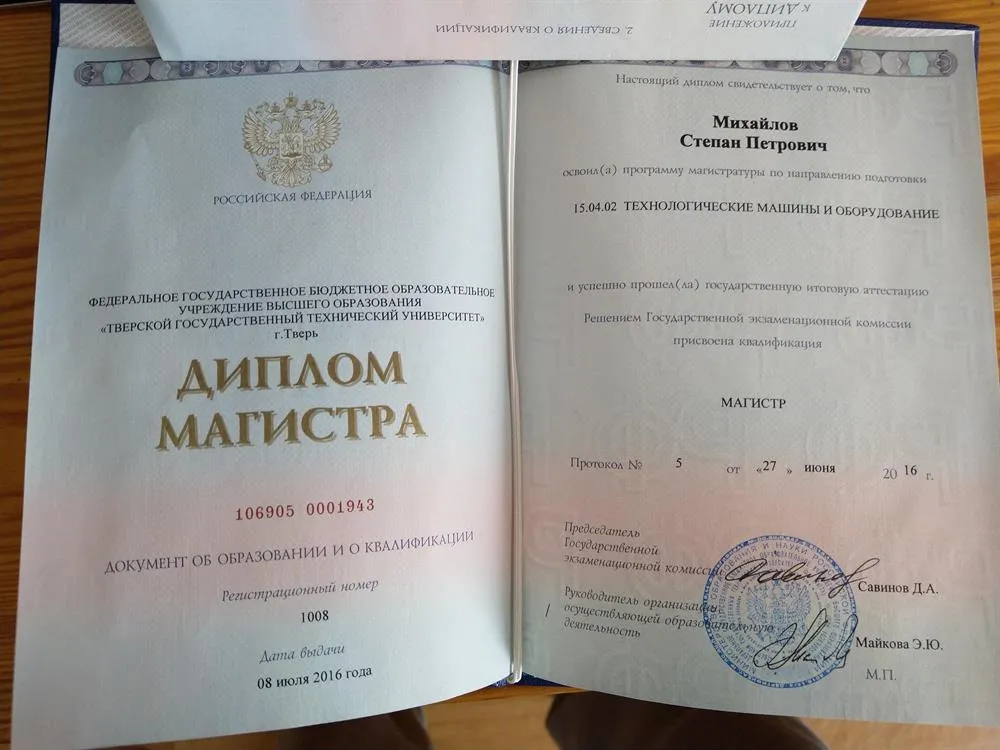 ПРИЛОЖЕНИЕ
к ДИПЛОМУ
2. СВЕДЕНИЯ О КВАЛИФИКАЦИИ
РОССИЙСКАЯ ФЕДЕРАЦИЯ
ФЕДЕРАЛЬНОЕ ГОСУДАРСТВЕННОЕ БЮДЖЕТНОЕ ОБРАЗОВАТЕЛЬНОЕ
УЧРЕЖДЕНИЕ ВЫСШЕГО ОБРАЗОВАНИЯ
«ТВЕРСКОЙ ГОСУДАРСТВЕННЫЙ ТЕХНИЧЕСКИЙ УНИВЕРСИТЕТ»
г.Тверь
ДИПЛОМ
МАГИСТРА
106905 0001943
ДОКУМЕНТ ОБ ОБРАЗОВАНИИ И О КВАЛИФИКАЦИИ
Регистрационный номер
1008
Дата выдачи
08 июля 2016 года
Настоящий диплом свидетельствует о том, что
Михайлов
Степан Петрович
освоил(а) программу магистратуры по направлению подготовки
15.04.02 ТЕХНОЛОГИЧЕСКИЕ МАШИНЫ И ОБОРУДОВАНИЕ
и успешно прошел(ла) государственную итоговую аттестацию
Решением Государственной экзаменационной комиссии
присвоена квалификация
МАГИСТР
Протокол № 5 от «27» июня 2016 г.
Председатель
Государственной
экзаменационной комиссии
Савинов Д.А.
Руководитель организации,
осуществляющей образовательную
деятельность
Майкова Э.Ю.
М.П.